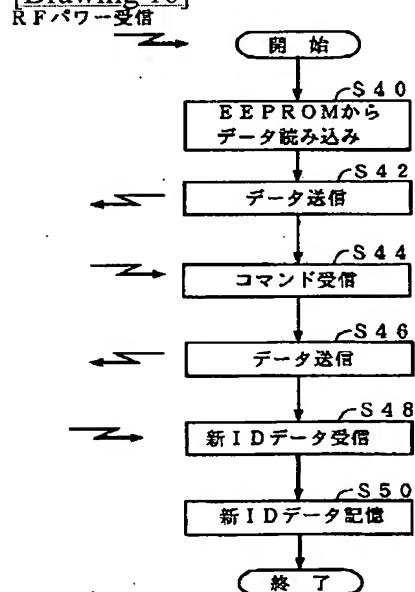 [Drawing 10]
RFパワー受信
開 始
S40
EEPROMから
データ読み込み
S42
データ送信
S44
コマンド受信
S46
データ送信
S48
新IDデータ受信
S50
新IDデータ記憶
終 了